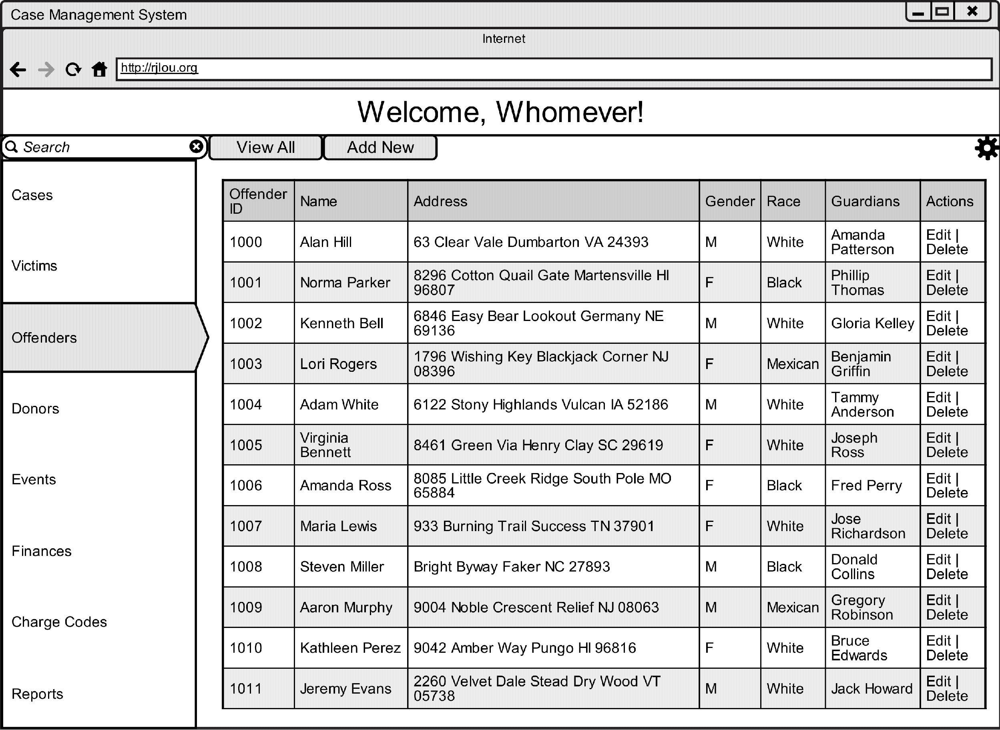 Case Management System
Internet
http://rjlou.org
Welcome, Whomever!
Search
View All
Add New
Cases
Victims
Offenders
Donors
Events
Finances
Charge Codes
Reports
Offender
ID
Name
Address
Gender
Race
Guardians
Actions
1000
Alan Hill
63 Clear Vale Dumbarton VA 24393
M
White
Amanda
Patterson
Edit |
Delete
1001
Norma Parker
8296 Cotton Quail Gate Martensville HI
96807
F
Black
Phillip
Thomas
Edit |
Delete
1002
Kenneth Bell
6846 Easy Bear Lookout Germany NE
69136
M
White
Gloria Kelley
Edit |
Delete
1003
Lori Rogers
1796 Wishing Key Blackjack Corner NJ
08396
F
Mexican
Benjamin
Griffin
Edit |
Delete
1004
Adam White
6122 Stony Highlands Vulcan IA 52186
M
White
Tammy
Anderson
Edit |
Delete
1005
Virginia
Bennett
8461 Green Via Henry Clay SC 29619
F
White
Joseph
Ross
Edit |
Delete
1006
Amanda Ross
8085 Little Creek Ridge South Pole MO
65884
F
Black
Fred Perry
Edit |
Delete
1007
Maria Lewis
933 Burning Trail Success TN 37901
F
White
Jose
Richardson
Edit |
Delete
1008
Steven Miller
Bright Byway Faker NC 27893
M
Black
Donald
Collins
Edit |
Delete
1009
Aaron Murphy
9004 Noble Crescent Relief NJ 08063
M
Mexican
Gregory
Robinson
Edit |
Delete
1010
Kathleen Perez
9042 Amber Way Pungo HI 96816
F
White
Bruce
Edwards
Edit |
Delete
1011
Jeremy Evans
2260 Velvet Dale Stead Dry Wood VT
05738
M
White
Jack Howard
Edit |
Delete